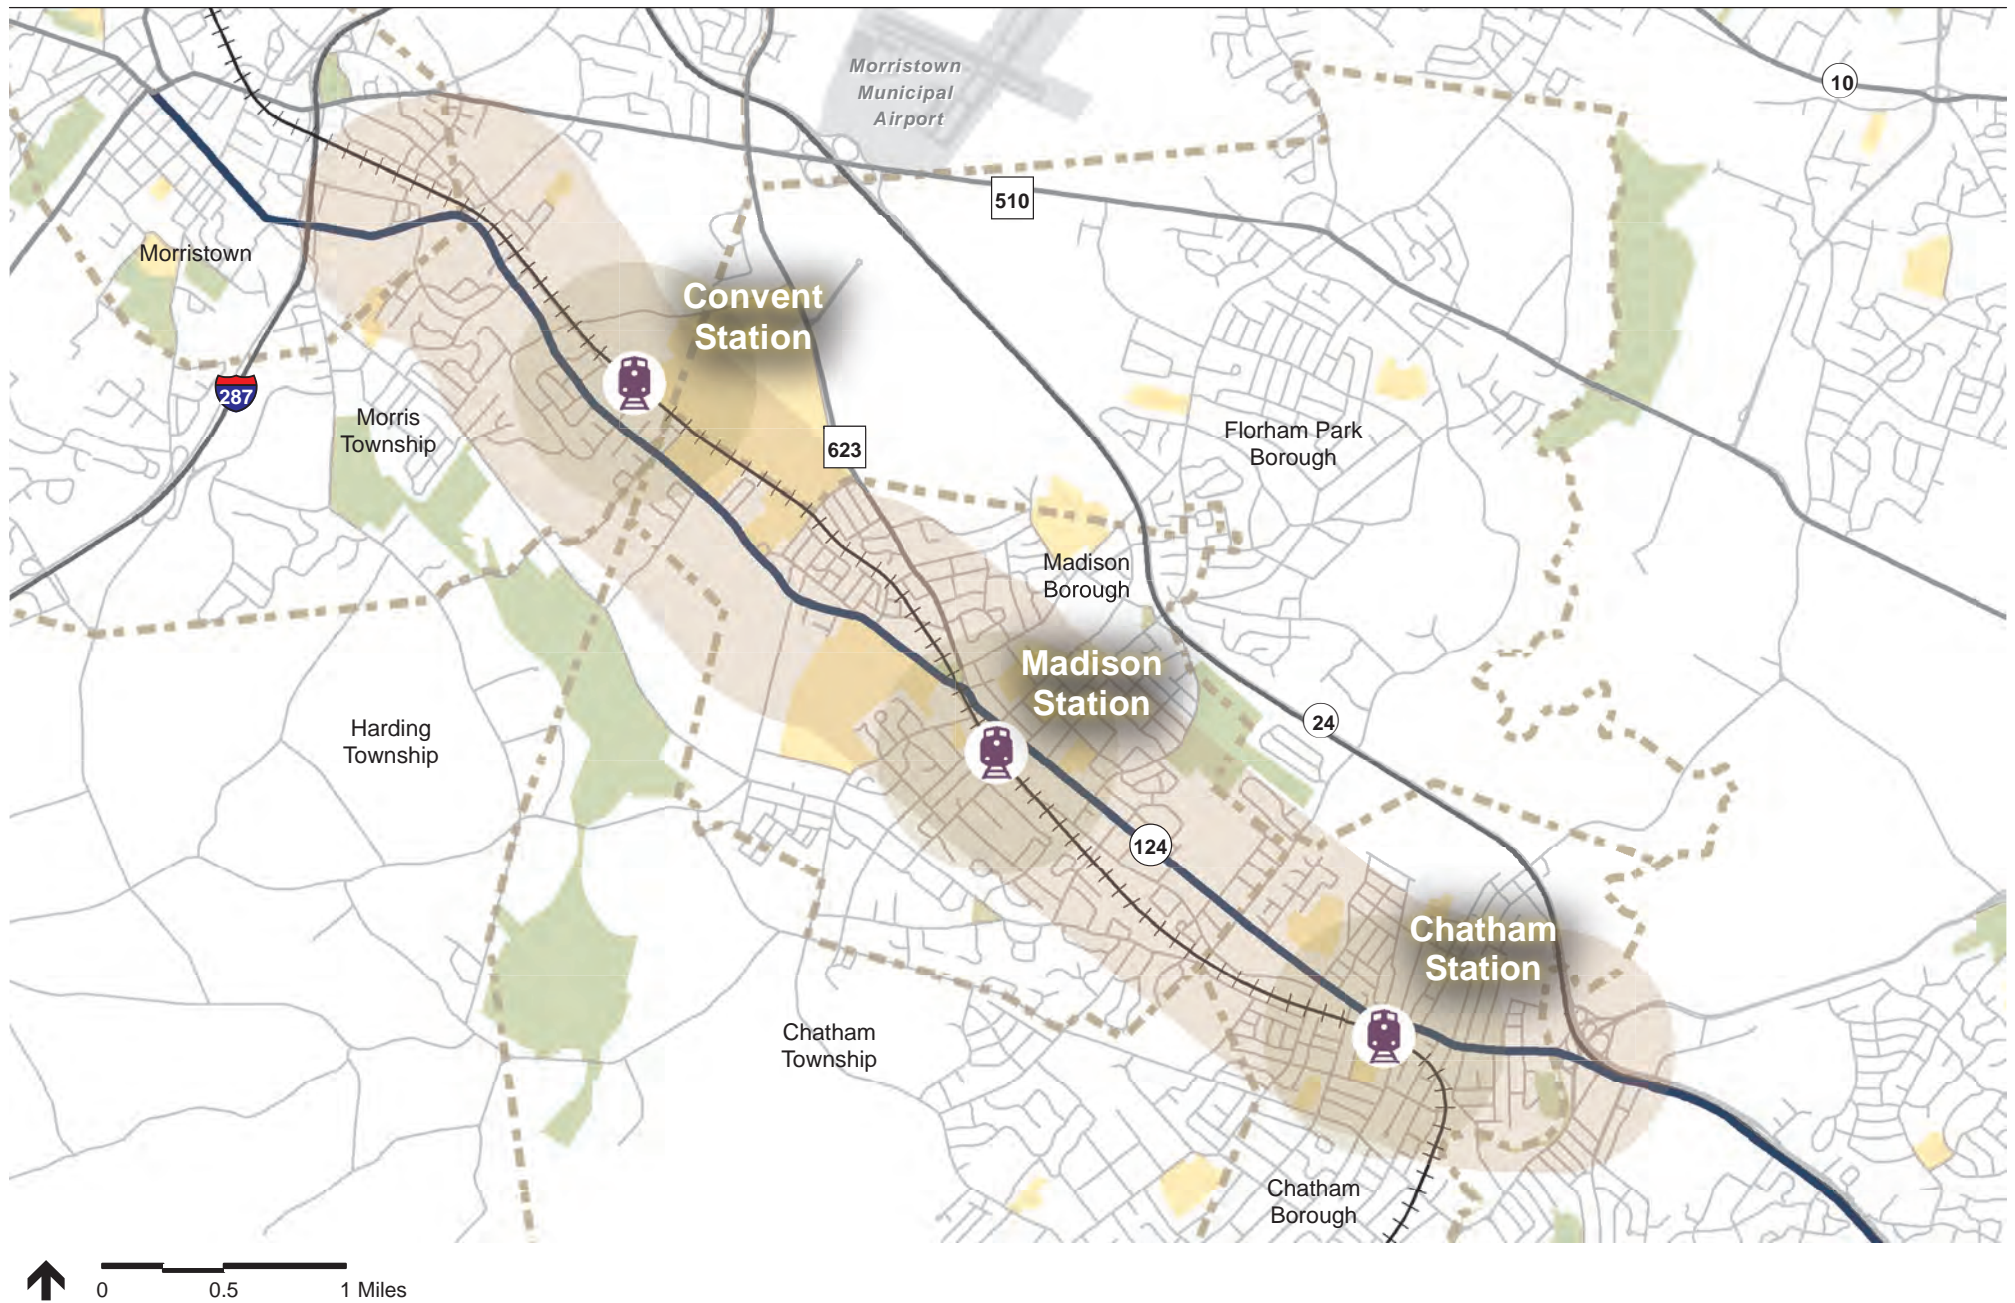 Morristown
Municipal
Airport
10
510
Morristown
Convent
Station
287
Morris
Township
623
Florham Park
Borough
Madison
Borough
Madison
Station
24
Harding
Township
124
Chatham
Station
Chatham
Township
Chatham
Borough
0 0.5 1 Miles